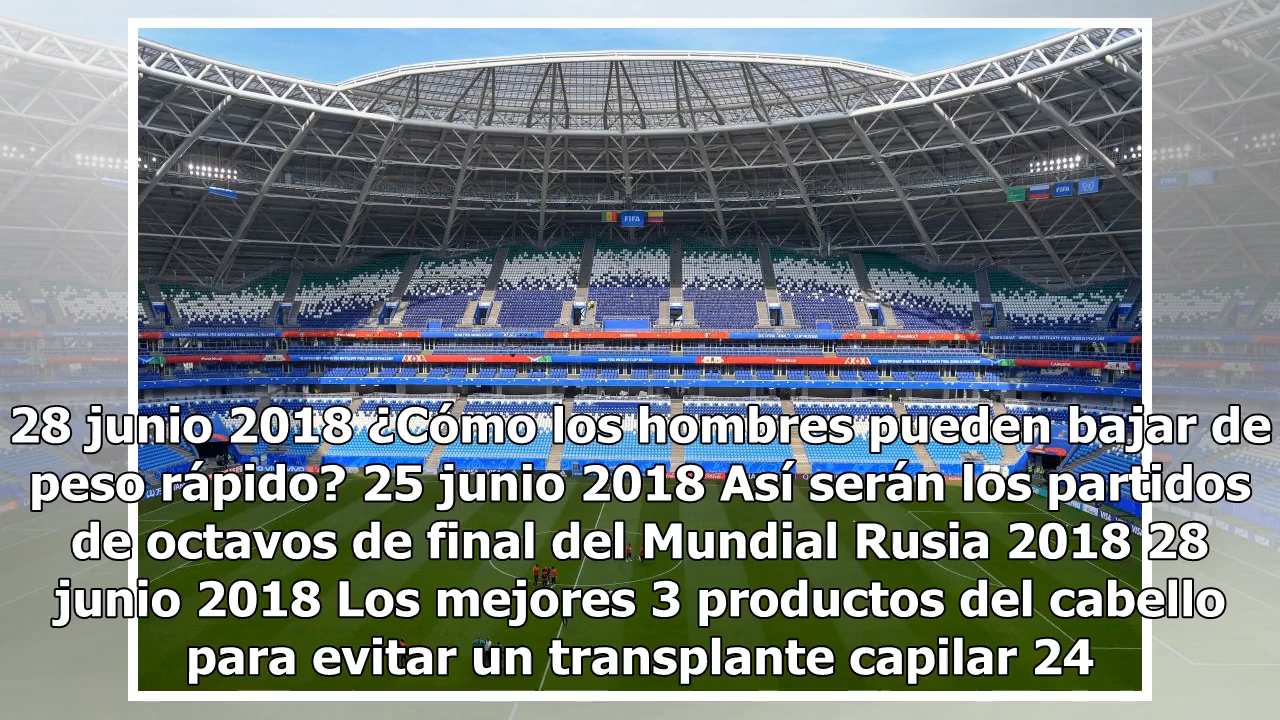 FIFA
FIFA
28 junio 2018 ¿Cómo los hombres pueden bajar de
peso rápido? 25 junio 2018 Así serán los partidos
de octavos de final del Mundial Rusia 2018 28
junio 2018 Los mejores 3 productos del cabello
para evitar un transplante capilar 24